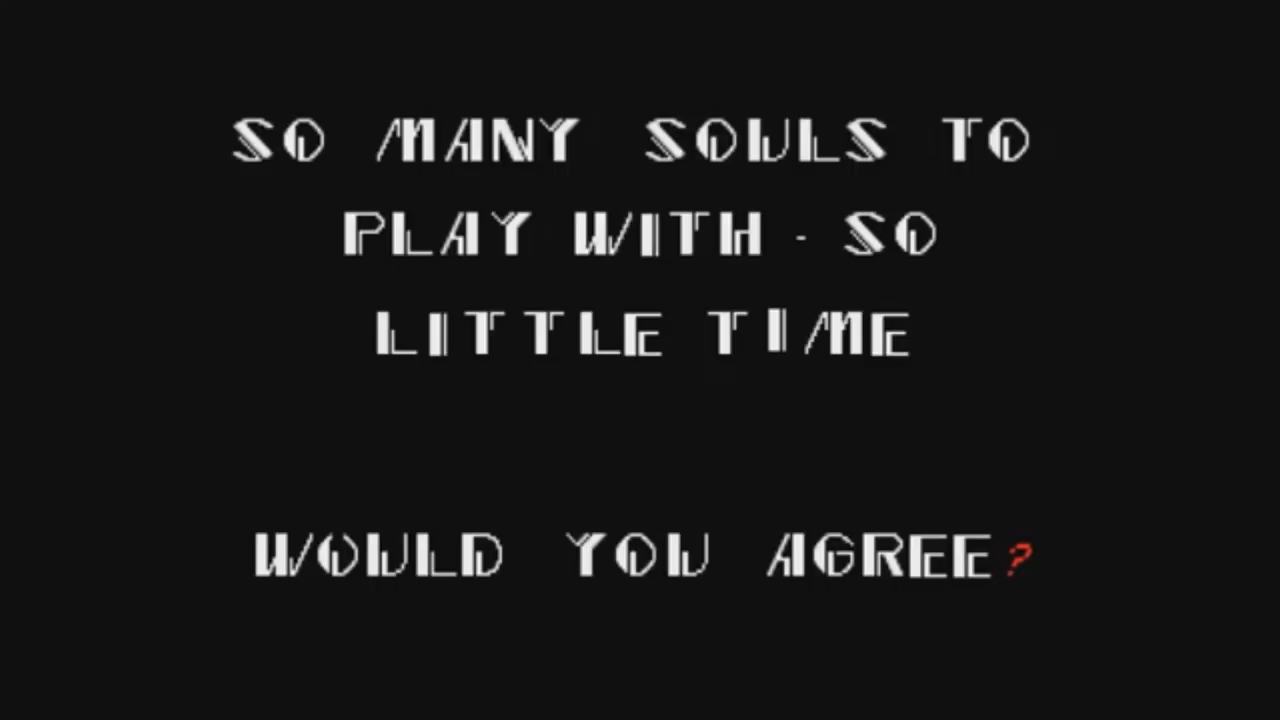 SO MANY SOULS TO
PLAY WITH - SO
LITTLE TIME
WOULD YOU AGREE?